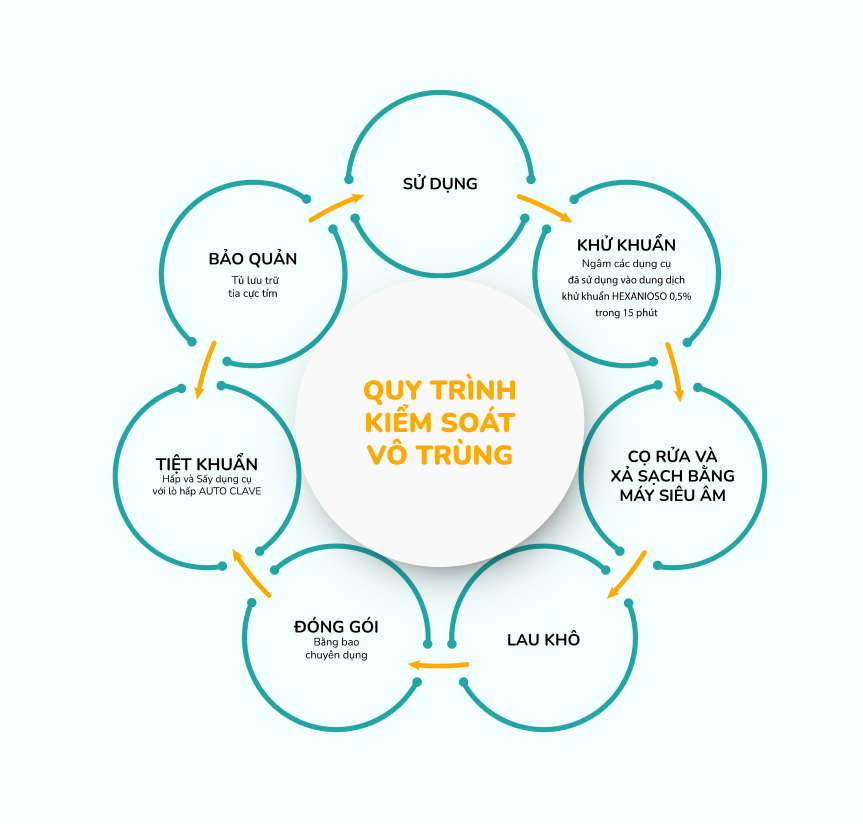 QUY TRÌNH
KIỂM SOÁT
VÔ TRÙNG
SỬ DỤNG
KHỬ KHUẨN
Ngâm các dụng cụ
đã sử dụng vào dung dịch
khử khuẩn HEXANIOSO 0,5%
trong 15 phút
CỌ RỬA VÀ
XẢ SẠCH BẰNG
MÁY SIÊU ÂM
LAU KHÔ
ĐÓNG GÓI
Bằng bao
chuyên dụng
TIỆT KHUẨN
Hấp và Sấy dụng cụ
với lò hấp AUTO CLAVE
BẢO QUẢN
Tủ lưu trữ
tia cực tím